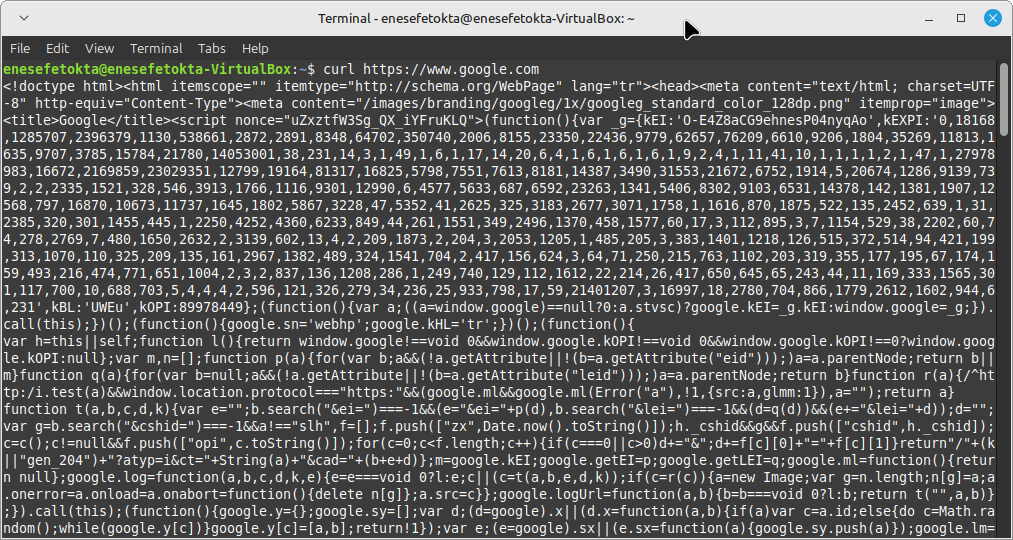 Terminal - enesefetokta@enesefetokta-VirtualBox: ~
File Edit View Terminal Tabs Help
enesefetokta@enesefetokta-VirtualBox:~$ curl https://www.google.com
<!doctype html><html itemscope="" itemtype="http://schema.org/WebPage" lang="tr"><head><meta content="text/html; charset=UTF
-8" http-equiv="Content-Type"><meta content="/images/branding/googleg/1x/googleg_standard_color_128dp.png" itemprop="image">
<title>Google</title><script nonce="uZxztfW3Sg_QX_iYFruKLQ">(function(){var _g={kEI:'O-E4Z8aCG9ehnesP04nyqAo',kEXPI:'0,18168
,1285707,2396379,1130,538661,2872,2891,8348,64702,350740,2006,8155,23350,22436,9779,62657,76209,6610,9206,1804,35269,11813,1
635,9707,3785,15784,21780,14053001,38,231,14,3,1,49,1,6,1,17,14,20,6,4,1,6,1,6,1,6,1,9,2,4,1,11,41,10,1,1,1,1,2,1,47,1,27978
983,16672,2169859,23029351,12799,19164,81317,16825,5798,7551,7613,8181,14387,3490,31553,21672,6752,1914,5,20674,1286,9139,73
9,2,2,2335,1521,328,546,3913,1766,1116,9301,12990,6,4577,5633,687,6592,23263,1341,5406,8302,9103,6531,14378,142,1381,1907,12
568,797,16870,10673,11737,1645,1802,5867,3228,47,5352,41,2625,325,3183,2677,3071,1758,1,1616,870,1875,522,135,2452,639,1,31,
2385,320,301,1455,445,1,2250,4252,4360,6233,849,44,261,1551,349,2496,1370,458,1577,60,17,3,112,895,3,7,1154,529,38,2202,60,7
4,278,2769,7,480,1650,2632,2,3139,602,13,4,2,209,1873,2,204,3,2053,1205,1,485,205,3,383,1401,1218,126,515,372,514,94,421,199
,313,1070,110,325,209,135,161,2967,1382,489,324,1541,704,2,417,156,624,3,64,71,250,215,763,1102,203,319,355,177,195,67,174,1
59,493,216,474,771,651,1004,2,3,2,837,136,1208,286,1,249,740,129,112,1612,22,214,26,417,650,645,65,243,44,11,169,333,1565,30
1,117,700,10,688,703,5,4,4,4,2,596,121,326,279,34,236,25,933,798,17,59,21401207,3,16997,18,2780,704,866,1779,2612,1602,944,6
,231',kBL:'UWEu',kOPI:89978449};(function(){var a;((a=window.google)==null?0:a.stvsc)?google.kEI=_g.kEI:window.google=_g;}).
call(this);})();(function(){google.sn='webhp';google.kHL='tr';})();(function(){
var h=this||self;function l(){return window.google!==void 0&&window.google.kOPI!==void 0&&window.google.kOPI!==0?window.goog
le.kOPI:null};var m,n=[];function p(a){for(var b;a&&(!a.getAttribute||!(b=a.getAttribute("eid")));)a=a.parentNode;return b||
m}function q(a){for(var b=null;a&&(!a.getAttribute||!(b=a.getAttribute("leid")));)a=a.parentNode;return b}function r(a){/^ht
tp:/i.test(a)&&window.location.protocol==="https:"&&(google.ml&&google.ml(Error("a"),!1,{src:a,glmm:1}),a="");return a}
function t(a,b,c,d,k){var e="";b.search("&ei=")===-1&&(e="&ei="+p(d),b.search("&lei=")===-1&&(d=q(d))&&(e+="&lei="+d));d="";
var g=b.search("&cshid=")===-1&&a!=="slh",f=[];f.push(["zx",Date.now().toString()]);h._cshid&&g&&f.push(["cshid",h._cshid]);
c=c();c!=null&&f.push(["opi",c.toString()]);for(c=0;c<f.length;c++){if(c===0||c>0)d+="&";d+=f[c][0]+"="+f[c][1]}return"/"+(k
||"gen_204")+"?atyp=i&ct="+String(a)+"&cad="+(b+e+d)};m=google.kEI;google.getEI=p;google.getLEI=q;google.ml=function(){retur
n null};google.log=function(a,b,c,d,k,e){e=e===void 0?l:e;c||(c=t(a,b,e,d,k));if(c=r(c)){a=new Image;var g=n.length;n[g]=a;a
.onerror=a.onload=a.onabort=function(){delete n[g]};a.src=c}};google.logUrl=function(a,b){b=b===void 0?l:b;return t("",a,b)}
;}).call(this);(function(){google.y={};google.sy=[];var d;(d=google).x||(d.x=function(a,b){if(a)var c=a.id;else{do c=Math.ra
ndom();while(google.y[c])}google.y[c]=[a,b];return!1});var e;(e=google).sx||(e.sx=function(a){google.sy.push(a)});google.lm=